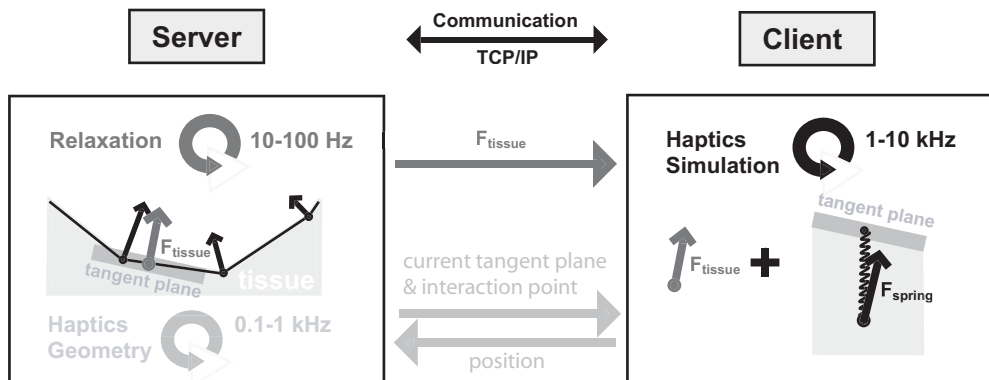 Server
Communication
TCP/IP
Client
Relaxation
10-100 Hz
F_tissue
tangent plane
tissue
Haptics
Geometry
0.1-1 kHz
F_tissue
current tangent plane
& interaction point
position
Haptics
Simulation
1-10 kHz
tangent plane
F_tissue
F_spring